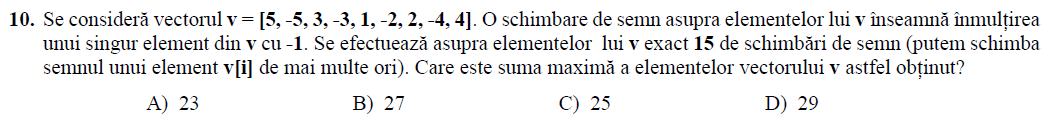 10. Se consideră vectorul v = [5, -5, 3, -3, 1, -2, 2, -4, 4]. O schimbare de semn asupra elementelor lui v înseamnă înmulțirea
unui singur element din v cu -1. Se efectuează asupra elementelor lui v exact 15 de schimbări de semn (putem schimba
semnul unui element v[i] de mai multe ori). Care este suma maximă a elementelor vectorului v astfel obținut?
A) 23 B) 27 C) 25 D) 29